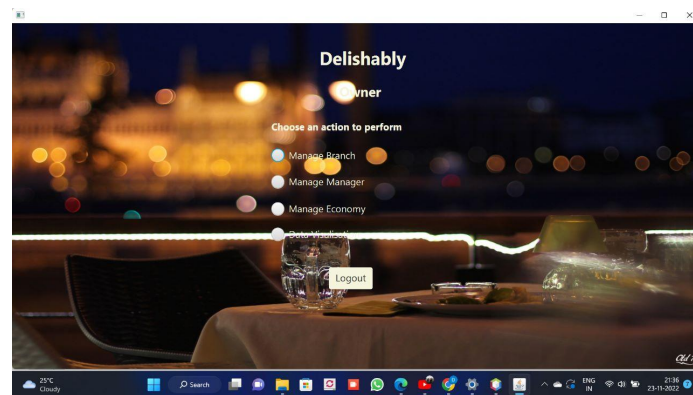 Delishably
Owner
Choose an action to perform
Manage Branch
Manage Manager
Manage Economy
Data
Logout
25°C
Cloudy
Search
ENG
IN
21:36
23-11-2022